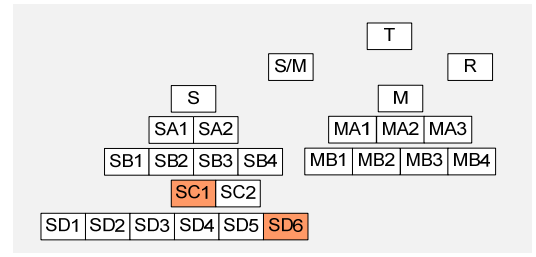 T
S/M R
S M
SA1 SA2 MA1 MA2 MA3
SB1 SB2 SB3 SB4 MB1 MB2 MB3 MB4
SC1 SC2
SD1 SD2 SD3 SD4 SD5 SD6